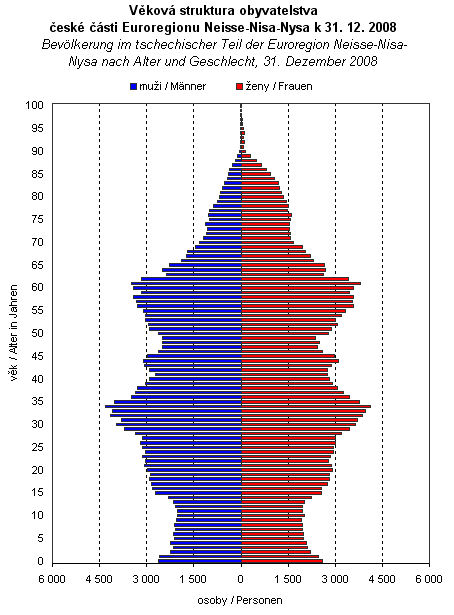 Věková struktura obyvatelstva
české části Euroregionu Neisse-Nisa-Nysa k 31. 12. 2008
Bevölkerung im tschechischer Teil der Euroregion Neisse-Nisa-
Nysa nach Alter und Geschlecht, 31. Dezember 2008
muži / Männer
ženy / Frauen
100
95
90
85
80
75
70
65
60
55
50
45
40
35
30
25
20
15
10
5
0
věk / Alter in Jahren
6 000 4 500 3 000 1 500 0 1 500 3 000 4 500 6 000
osoby / Personen